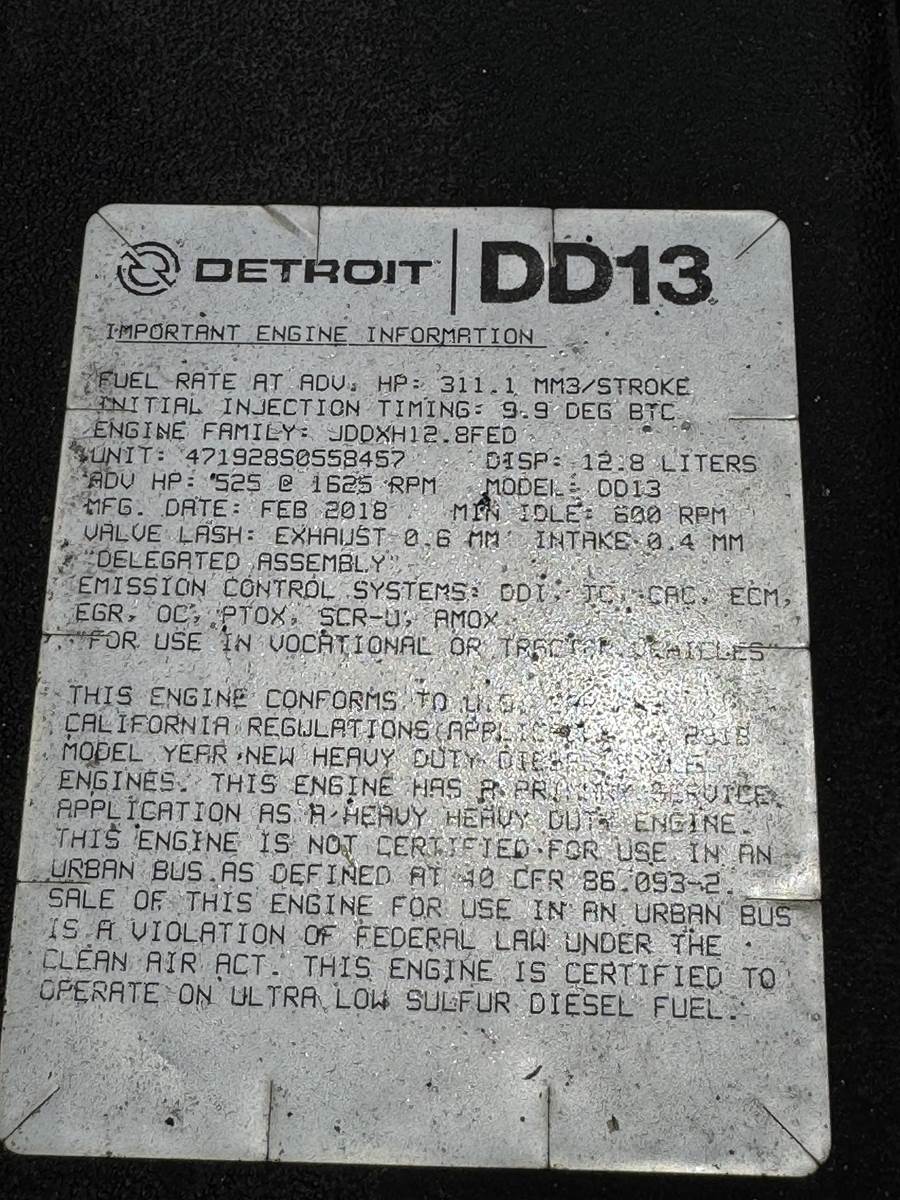 DETROIT DD13
IMPORTANT ENGINE INFORMATION
FUEL RATE AT ADV. HP: 311.1 MM3/STROKE
INITIAL INJECTION TIMING: 9.9 DEG BTC
ENGINE FAMILY: JDDXH12.8FED
UNIT: 471928S0558457 DISP: 12.8 LITERS
ADV HP: 525 @ 1625 RPM MODEL: DD13
MFG. DATE: FEB 2018 MIN IDLE: 600 RPM
VALVE LASH: EXHAUST 0.6 MM INTAKE 0.4 MM
"DELEGATED ASSEMBLY"
EMISSION CONTROL SYSTEMS: DDI, TC, CAC, ECM,
EGR, OC, PTOX, SCR-U, AMOX
"FOR USE IN VOCATIONAL OR TRACTOR VEHICLES"
THIS ENGINE CONFORMS TO U.S.
CALIFORNIA REGULATIONS 2018
MODEL YEAR NEW HEAVY DUTY
ENGINES. THIS ENGINE HAS A PRIMARY SERVICE
APPLICATION AS A HEAVY HEAVY DUTY ENGINE.
THIS ENGINE IS NOT CERTIFIED FOR USE IN AN
URBAN BUS AS DEFINED AT 40 CFR 86.093-2.
SALE OF THIS ENGINE FOR USE IN AN URBAN BUS
IS A VIOLATION OF FEDERAL LAW UNDER THE
CLEAN AIR ACT. THIS ENGINE IS CERTIFIED TO
OPERATE ON ULTRA LOW SULFUR DIESEL FUEL.